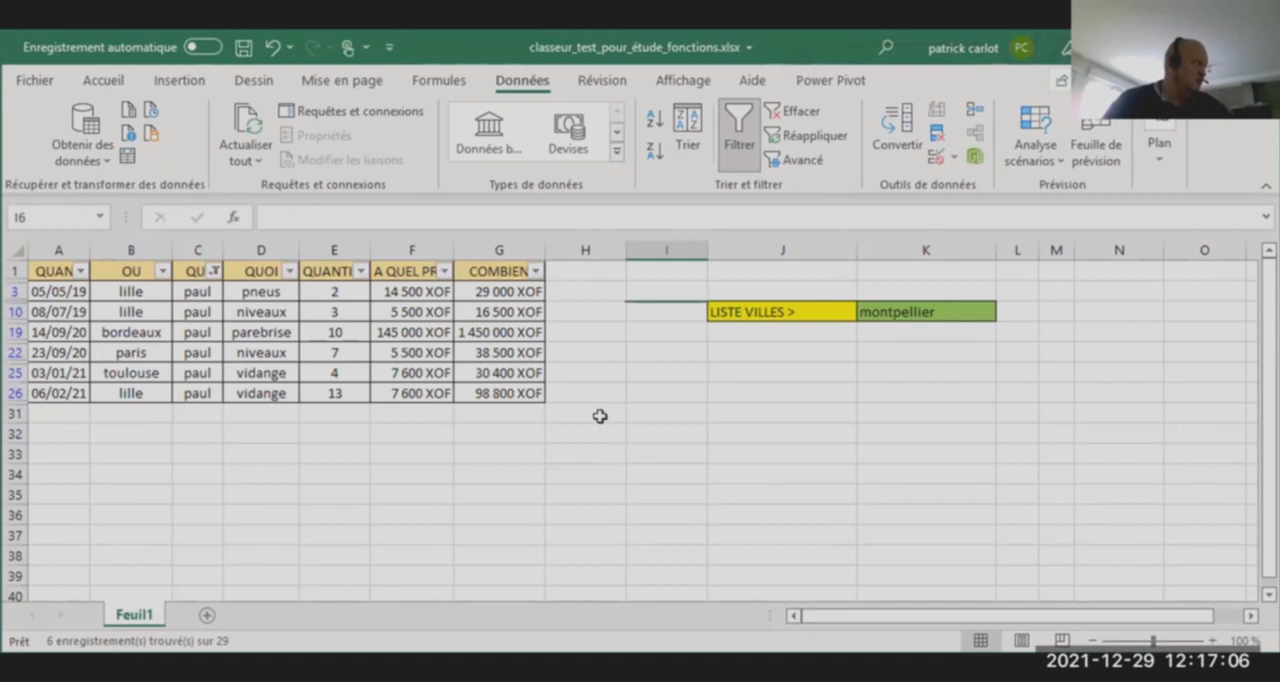 Enregistrement automatique classeur_test_pour_étude_fonctions.xlsx patrick carlot PC
Fichier Accueil Insertion Dessin Mise en page Formules Données Révision Affichage Aide Power Pivot
Obtenir des données
Récupérer et transformer des données
Actualiser tout
Requêtes et connexions
Propriétés
Modifier les liaisons
Requêtes et connexions
Données b... Devises
Types de données
Trier
Filtrer
Effacer
Réappliquer
Avancé
Trier et filtrer
Convertir
Outils de données
Analyse scénarios
Feuille de prévision
Prévision
Plan
I6 fx
A B C D E F G H I J K L M N O
1 QUAN OU QU QUOI QUANTI A QUEL PR COMBIEN
3 05/05/19 lille paul pneus 2 14 500 XOF 29 000 XOF
10 08/07/19 lille paul niveaux 3 5 500 XOF 16 500 XOF LISTE VILLES > montpellier
19 14/09/20 bordeaux paul parebrise 10 145 000 XOF 1 450 000 XOF
22 23/09/20 paris paul niveaux 7 5 500 XOF 38 500 XOF
25 03/01/21 toulouse paul vidange 4 7 600 XOF 30 400 XOF
26 06/02/21 lille paul vidange 13 7 600 XOF 98 800 XOF
31
32
33
34
35
36
37
38
39
40
Feuil1
Prêt 6 enregistrement(s) trouvé(s) sur 29 100 %
2021-12-29 12:17:06